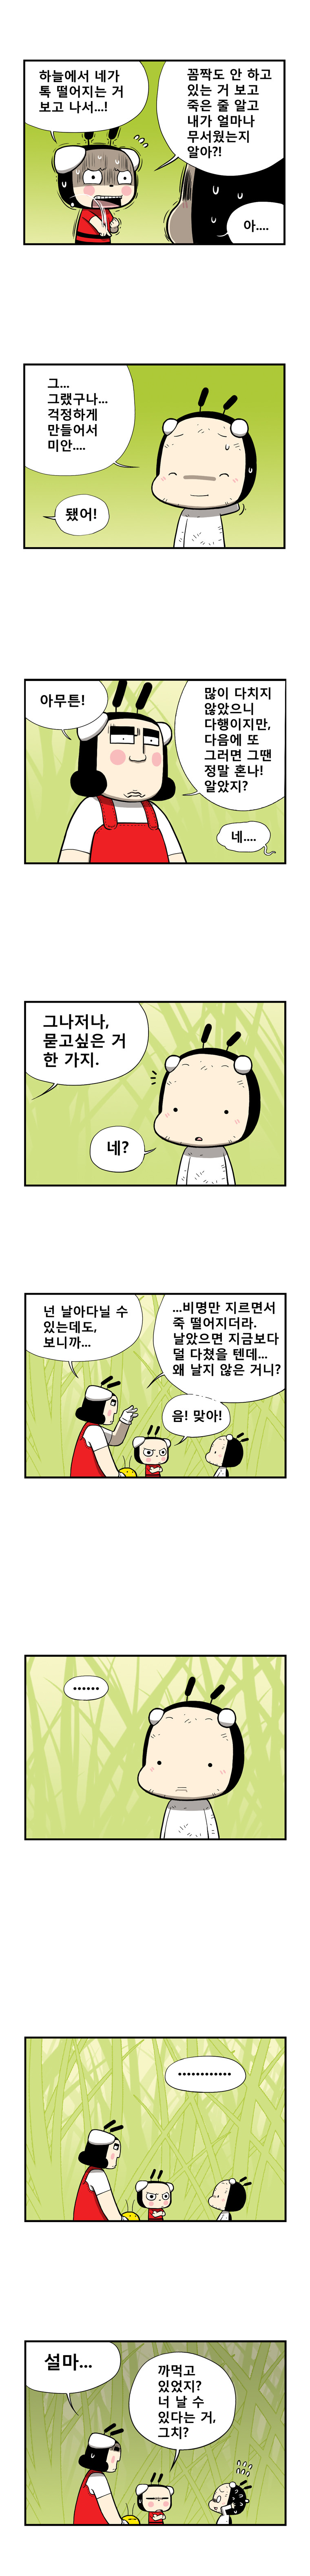 하늘에서 네가
톡 떨어지는 거
보고 나서...!
꼼짝도 안 하고
있는 거 보고
죽은 줄 알고
내가 얼마나
무서웠는지
알아?!
아....
그...
그랬구나...
걱정하게
만들어서
미안....
됐어!
아무튼!
많이 다치지
않았으니
다행이지만,
다음에 또
그러면 그땐
정말 혼나!
알았지?
네....
그나저나,
묻고싶은 거
한 가지.
네?
넌 날아다닐 수
있는데도,
보니까...
...비명만 지르면서
죽 떨어지더라.
날았으면 지금보다
덜 다쳤을 텐데...
왜 날지 않은 거니?
음! 맞아!
......
............
설마...
까먹고
있었지?
너 날 수
있다는 거,
그치?